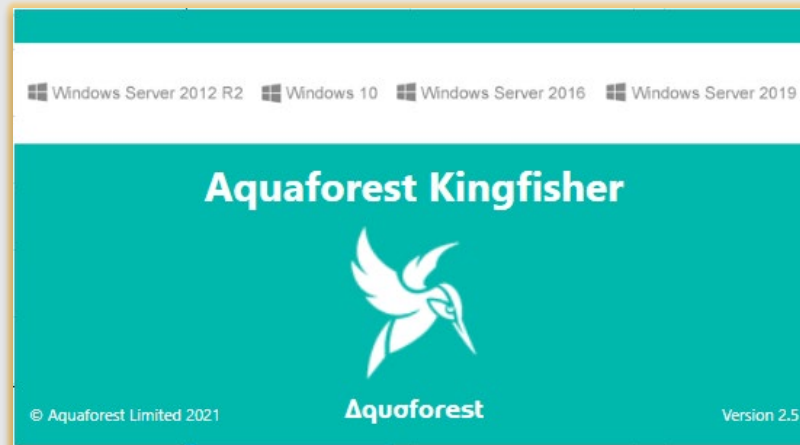 Windows Server 2012 R2 Windows 10 Windows Server 2016 Windows Server 2019
Aquaforest Kingfisher
Aquaforest
© Aquaforest Limited 2021
Version 2.5